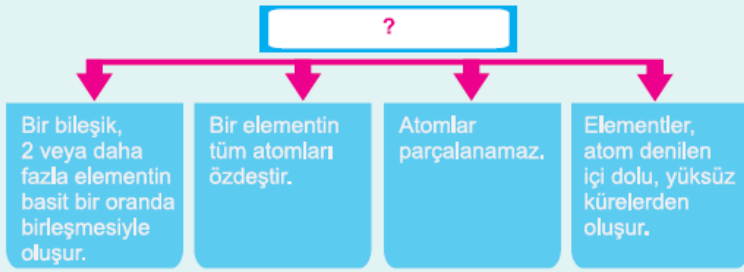 ?
Bir bileşik,
2 veya daha
fazla elementin
basit bir oranda
birleşmesiyle
oluşur.
Bir elementin
tüm atomları
özdeştir.
Atomlar
parçalanamaz.
Elementler,
atom denilen
içi dolu, yüksüz
kürelerden
oluşur.